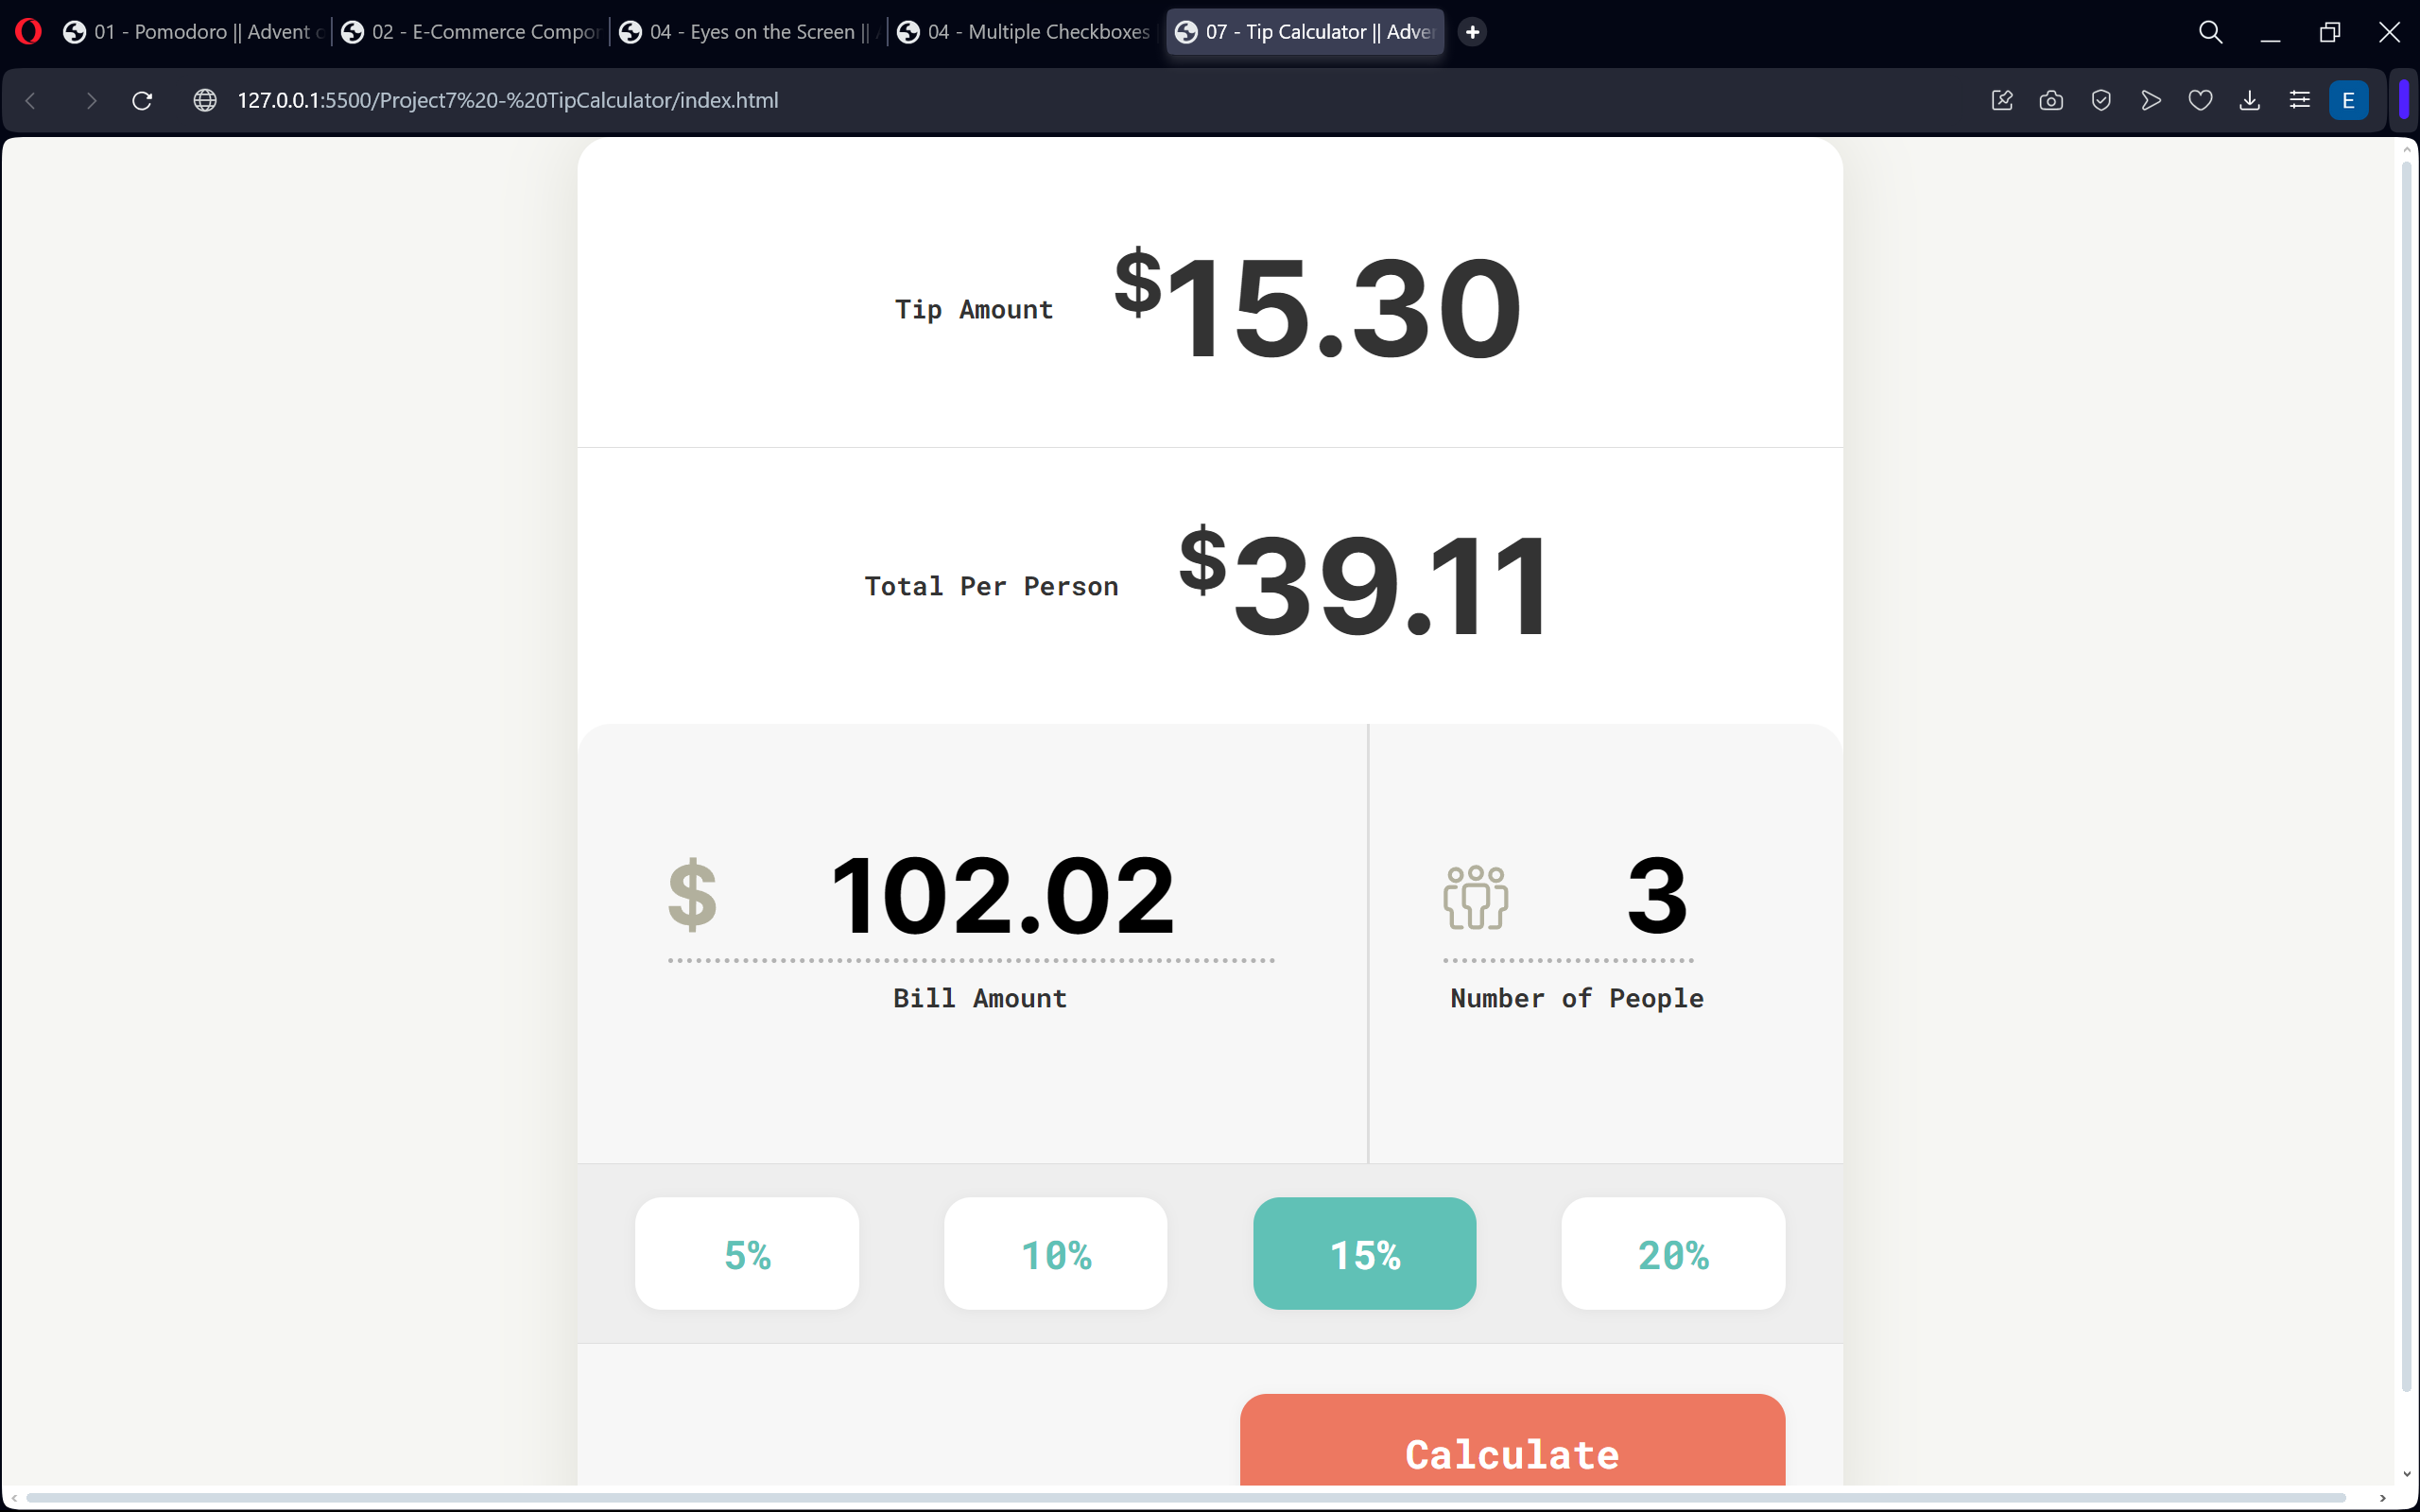 01 - Pomodoro || Advent 02 - E-Commerce 04 - Eyes on the Screen || 04 - Multiple Checkboxes 07 - Tip Calculator ||
127.0.0.1:5500/Project7%20-%20TipCalculator/index.html E
Tip Amount $15.30
Total Per Person $39.11
$ 102.02 3
Bill Amount Number of People
5% 10% 15% 20%
Calculate